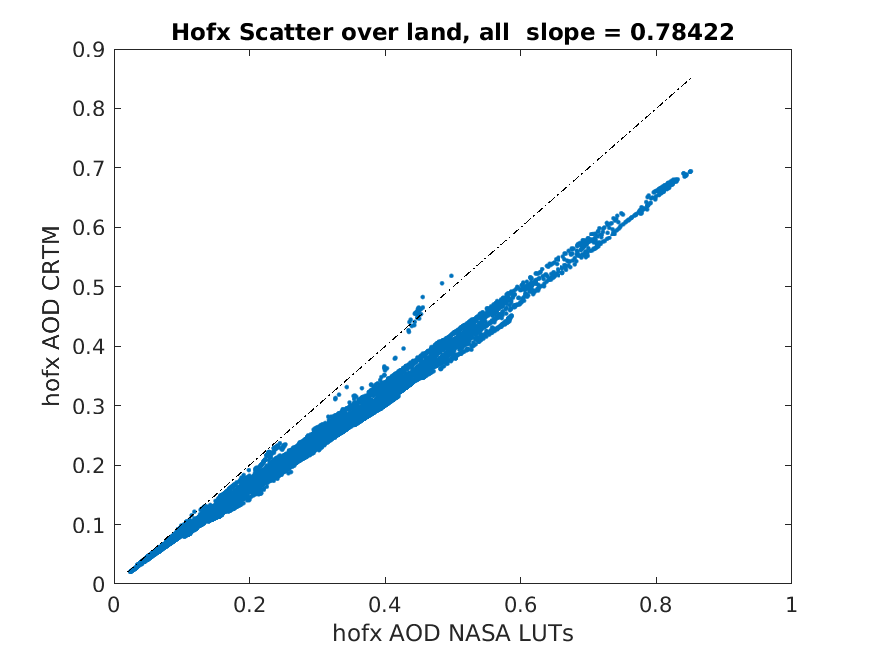 Hofx Scatter over land, all  slope = 0.78422
0.9
0.8
0.7
0.6
0.5
0.4
0.3
0.2
0.1
0
hofx AOD CRTM
0 0.2 0.4 0.6 0.8 1
hofx AOD NASA LUTs